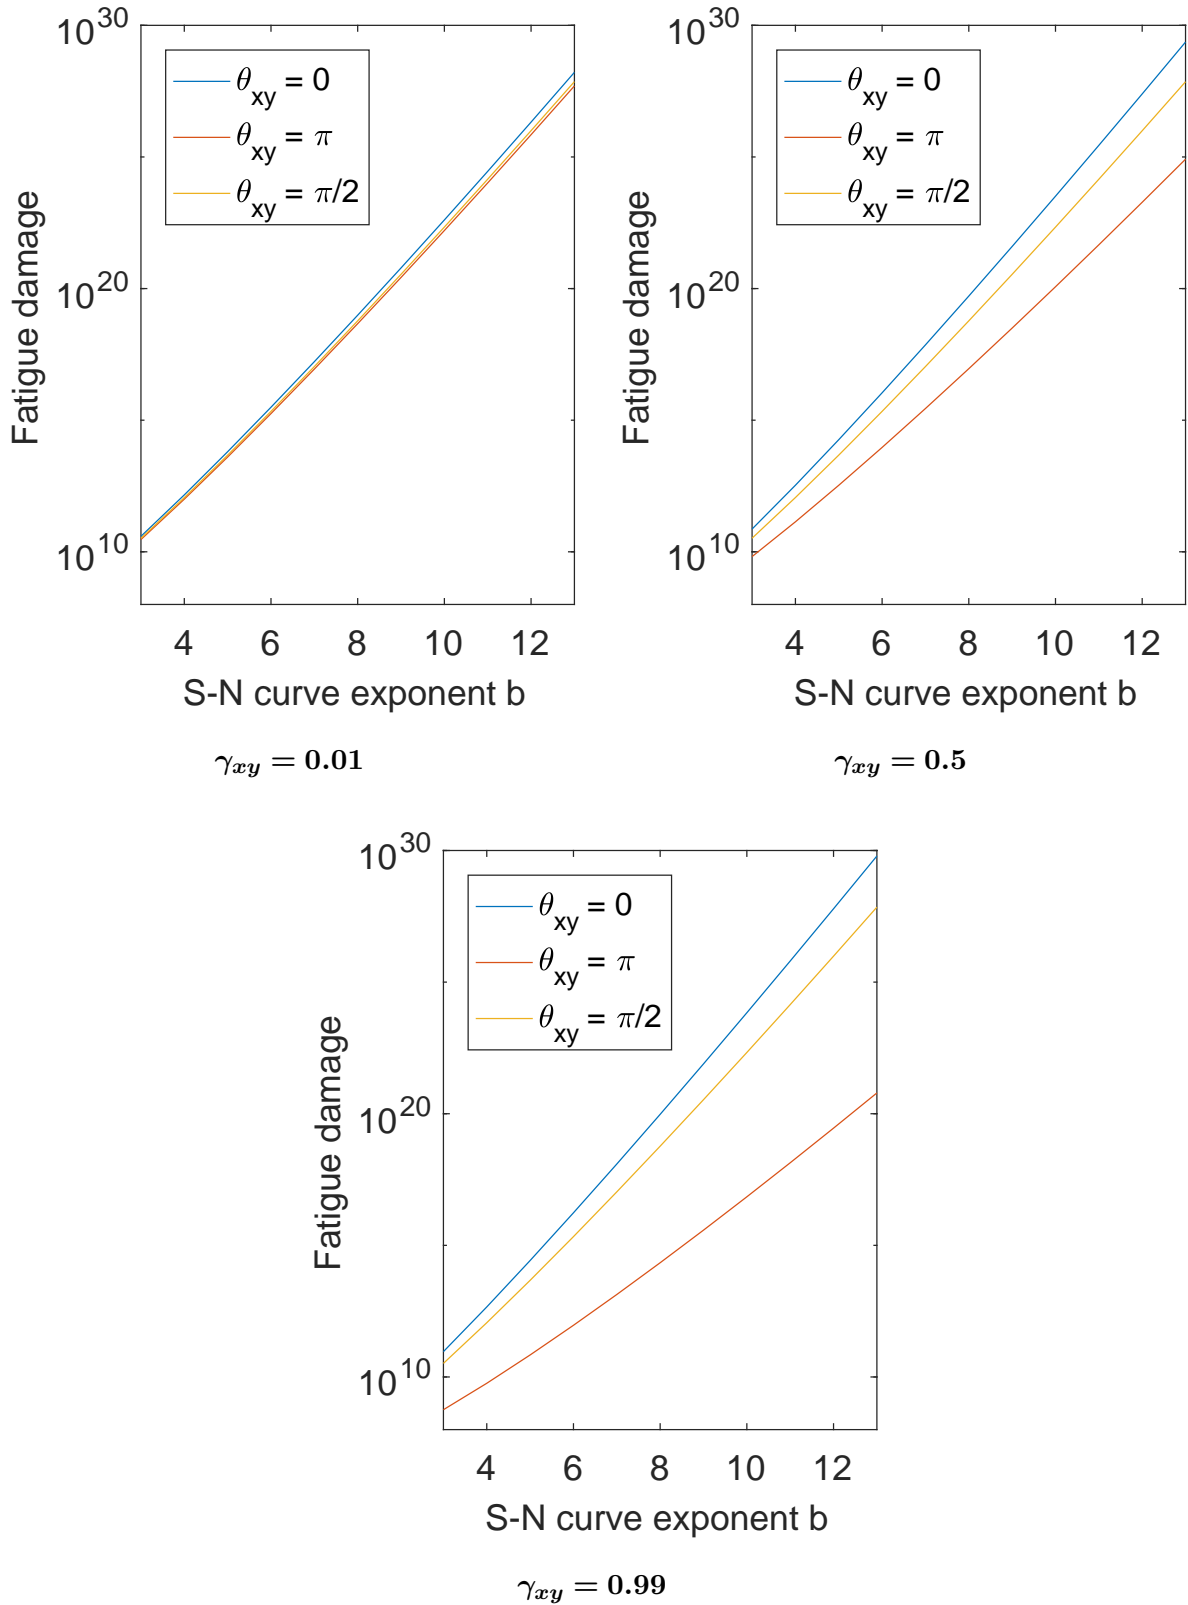 10^30
10^20
10^10
Fatigue damage
θ_xy = 0
θ_xy = π
θ_xy = π/2
4 6 8 10 12
S-N curve exponent b
γ_xy = 0.01
10^30
10^20
10^10
Fatigue damage
θ_xy = 0
θ_xy = π
θ_xy = π/2
4 6 8 10 12
S-N curve exponent b
γ_xy = 0.5
10^30
10^20
10^10
Fatigue damage
θ_xy = 0
θ_xy = π
θ_xy = π/2
4 6 8 10 12
S-N curve exponent b
γ_xy = 0.99